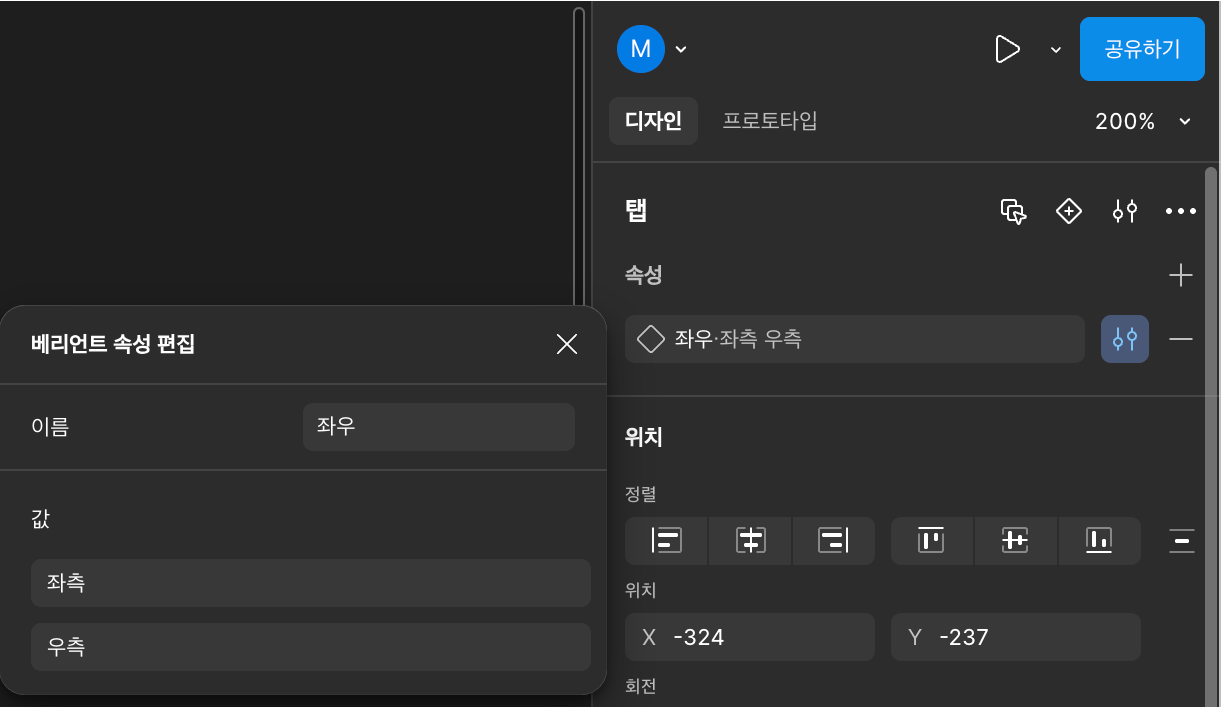 M
공유하기
디자인 프로토타입 200%
탭
속성
좌우·좌측 우측
베리언트 속성 편집
이름 좌우
값
좌측
우측
위치
정렬
위치
X -324 Y -237
회전